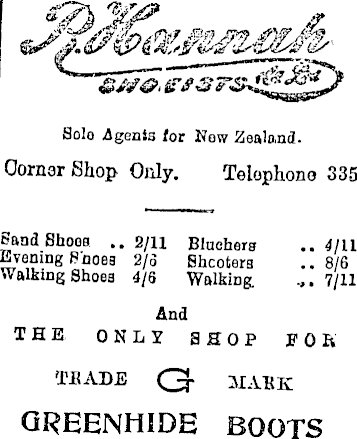 R. Hannah & Co.
SHOEISTS
Sole Agents for New Zealand.
Corner Shop Only. Telephone 335
Sand Shoes .. 2/11 Bluchers .. 4/11
Evening Shoes 2/6 Shooters .. 8/6
Walking Shoes 4/6 Walking .. 7/11
And
THE ONLY SHOP FOR
TRADE G MARK
GREENHIDE BOOTS